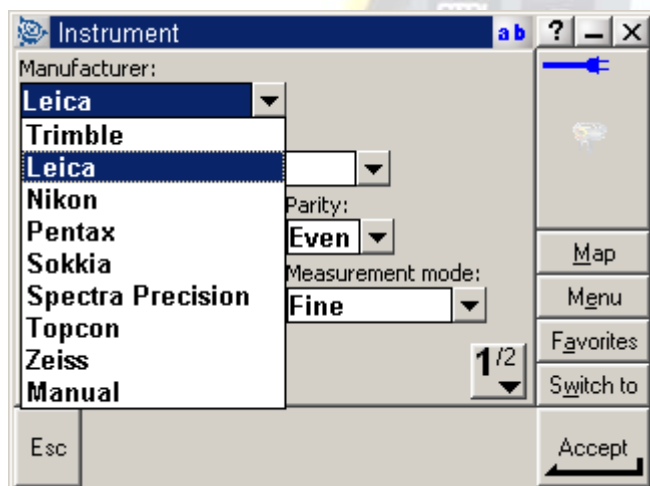 Instrument
ab
? – ×
Manufacturer:
Leica
Trimble
Leica
Nikon
Pentax
Sokkia
Spectra Precision
Topcon
Zeiss
Manual
Parity:
Even
Measurement mode:
Fine
1/2
Map
Menu
Favorites
Switch to
Esc
Accept